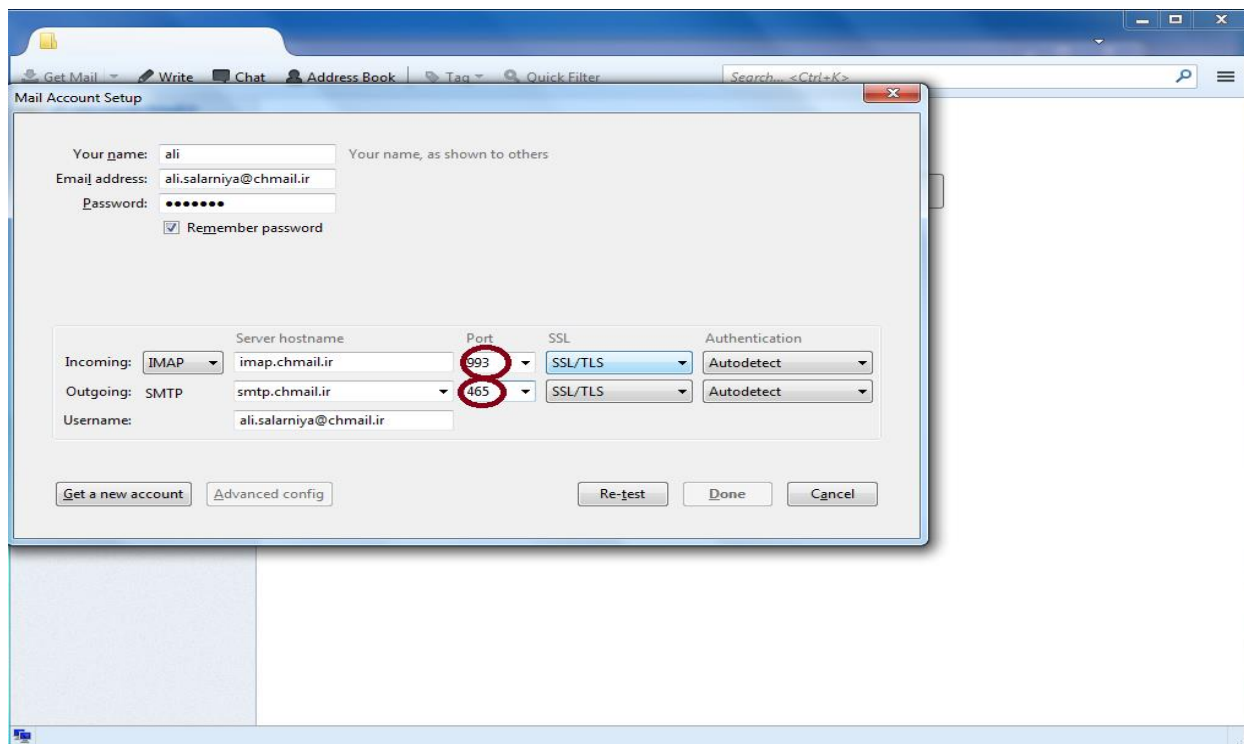 Get Mail Write Chat Address Book Tag Quick Filter Search... <Ctrl+K>
Mail Account Setup
Your name: ali Your name, as shown to others
Email address: ali.salarniya@chmail.ir
Password: •••••••
Remember password
Server hostname Port SSL Authentication
Incoming: IMAP imap.chmail.ir 993 SSL/TLS Autodetect
Outgoing: SMTP smtp.chmail.ir 465 SSL/TLS Autodetect
Username: ali.salarniya@chmail.ir
Get a new account Advanced config Re-test Done Cancel